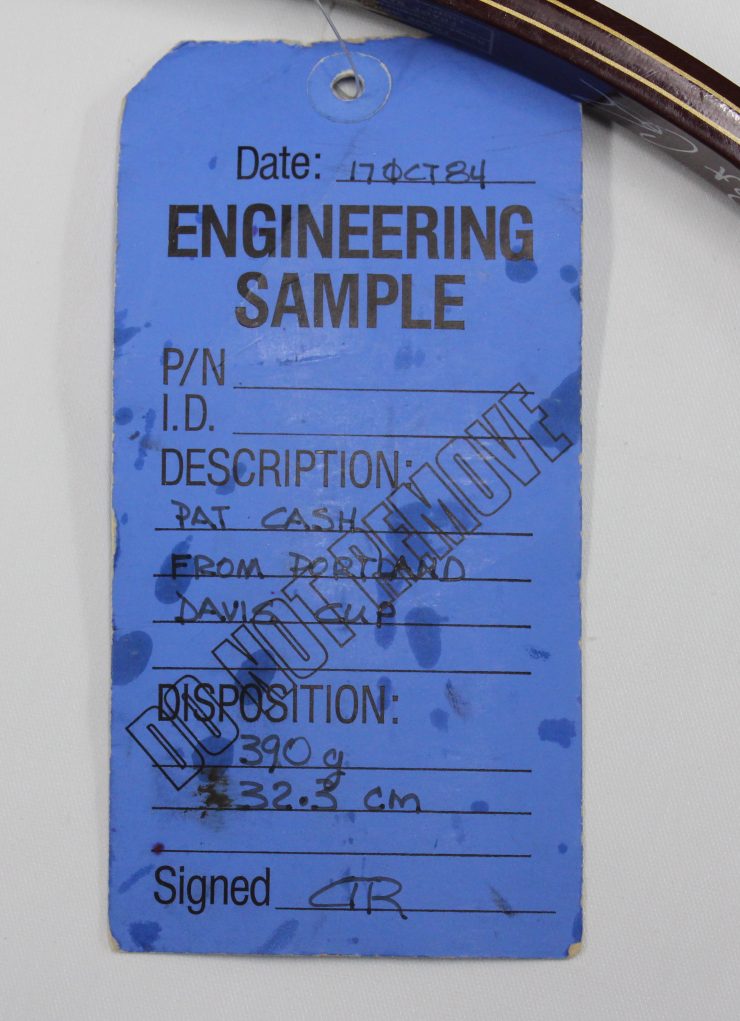 Date: 17 OCT 84
ENGINEERING
SAMPLE
P/N
I.D.
DESCRIPTION:
PAT CASH
FROM PORTLAND
DAVIS CUP
DO NOT REMOVE
DISPOSITION:
390 g
32.3 cm
Signed